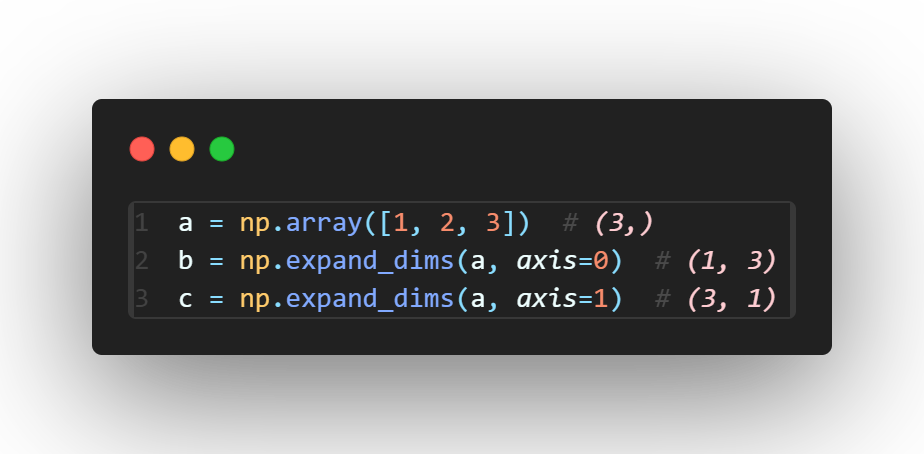 1 a = np.array([1, 2, 3])  # (3,)
2 b = np.expand_dims(a, axis=0)  # (1, 3)
3 c = np.expand_dims(a, axis=1)  # (3, 1)